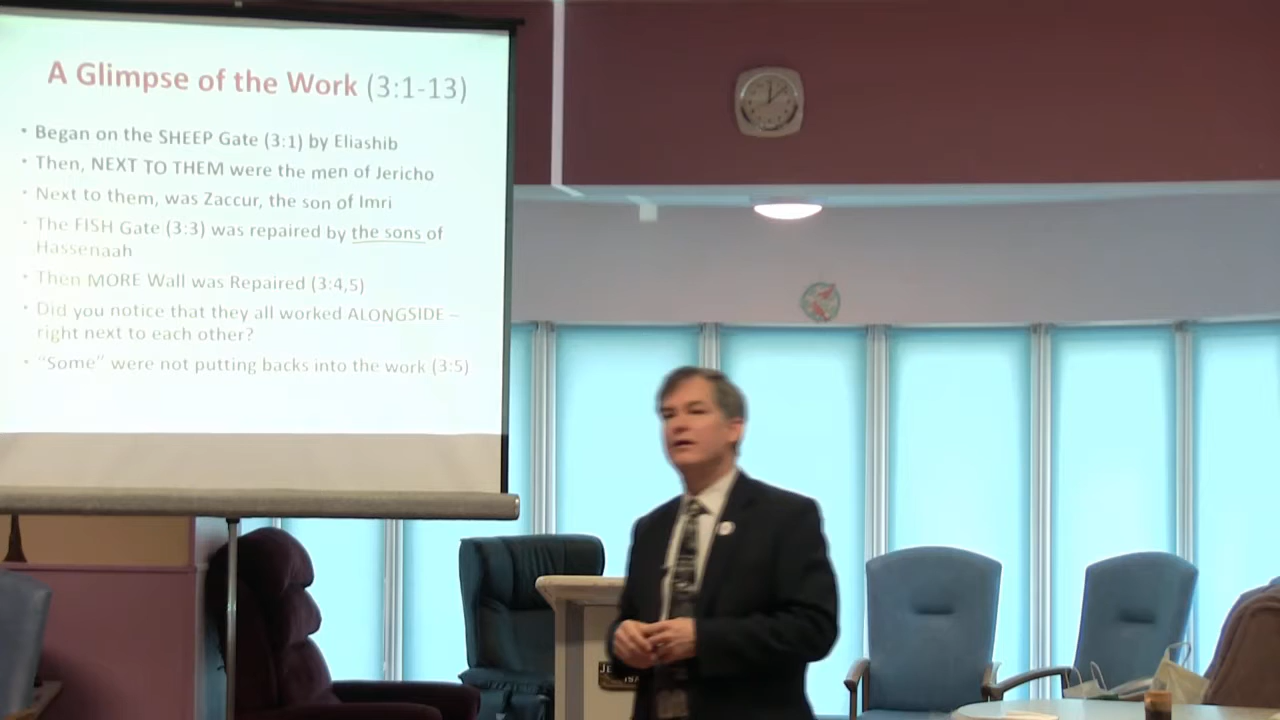 A Glimpse of the Work (3:1-13)
• Began on the SHEEP Gate (3:1) by Eliashib
• Then, NEXT TO THEM were the men of Jericho
• Next to them, was Zaccur, the son of Imri
• The FISH Gate (3:3) was repaired by the sons of
Hassenaah
• Then MORE Wall was Repaired (3:4,5)
• Did you notice that they all worked ALONGSIDE –
right next to each other?
• "Some" were not putting backs into the work (3:5)